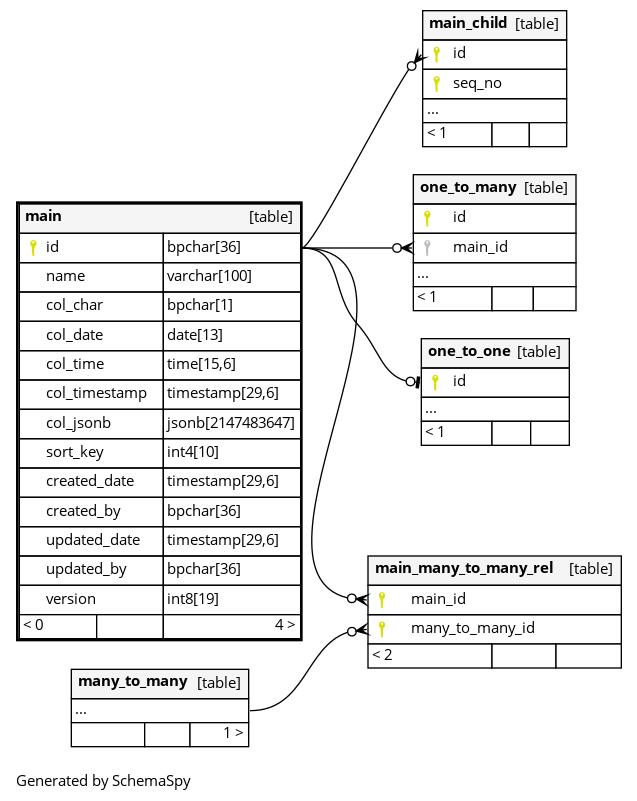 main_child [table]
id
seq_no
...
< 1
one_to_many [table]
id
main_id
...
< 1
main [table]
id bpchar[36]
name varchar[100]
col_char bpchar[1]
col_date date[13]
col_time time[15,6]
col_timestamp timestamp[29,6]
col_jsonb jsonb[2147483647]
sort_key int4[10]
created_date timestamp[29,6]
created_by bpchar[36]
updated_date timestamp[29,6]
updated_by bpchar[36]
version int8[19]
< 0 4 >
one_to_one [table]
id
...
< 1
main_many_to_many_rel [table]
main_id
many_to_many_id
< 2
many_to_many [table]
...
1 >
Generated by SchemaSpy